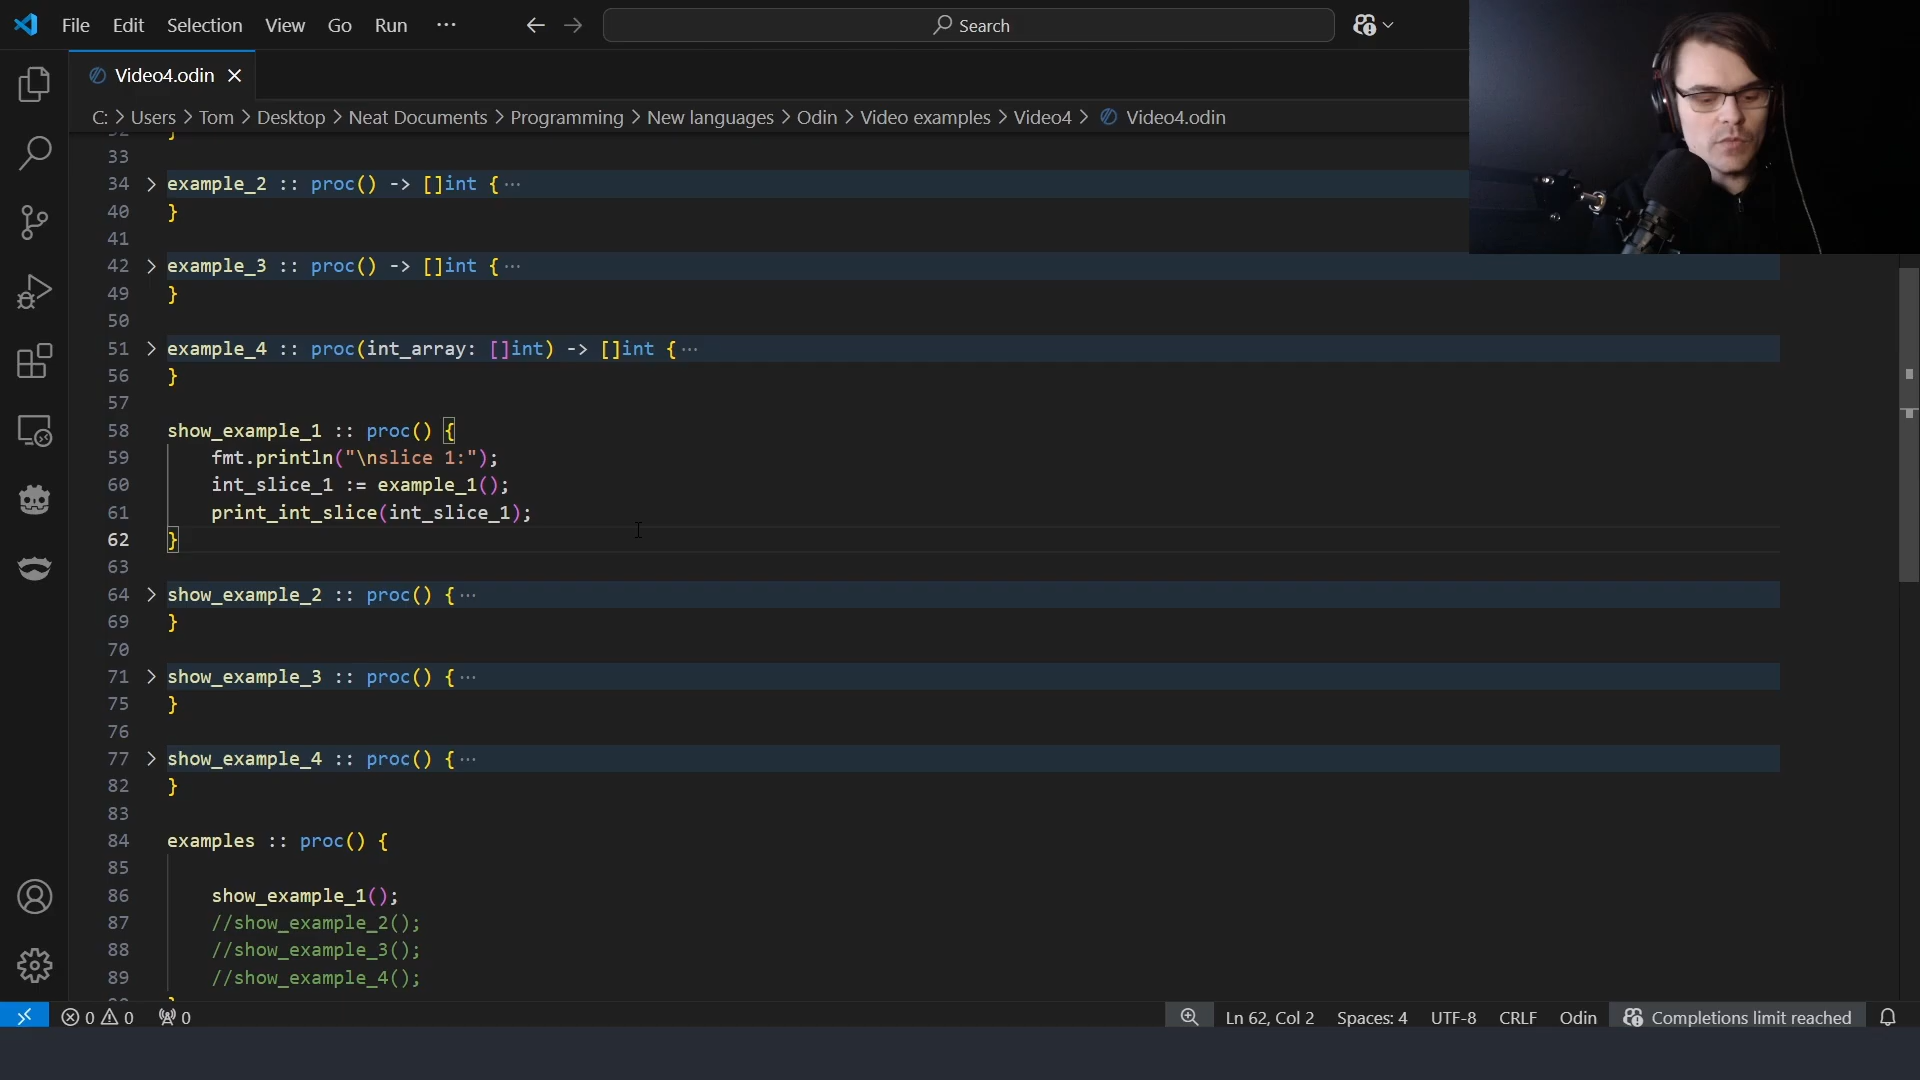 File Edit Selection View Go Run ···
Search
Video4.odin
C: > Users > Tom > Desktop > Neat Documents > Programming > New languages > Odin > Video examples > Video4 > Video4.odin
33
34 example_2 :: proc() -> []int {···
40 }
41
42 example_3 :: proc() -> []int {···
49 }
50
51 example_4 :: proc(int_array: []int) -> []int {···
56 }
57
58 show_example_1 :: proc() {
59 fmt.println("\nslice 1:");
60 int_slice_1 := example_1();
61 print_int_slice(int_slice_1);
62 }
63
64 show_example_2 :: proc() {···
69 }
70
71 show_example_3 :: proc() {···
75 }
76
77 show_example_4 :: proc() {···
82 }
83
84 examples :: proc() {
85
86 show_example_1();
87 //show_example_2();
88 //show_example_3();
89 //show_example_4();
0 0 0 Ln 62, Col 2 Spaces: 4 UTF-8 CRLF Odin Completions limit reached